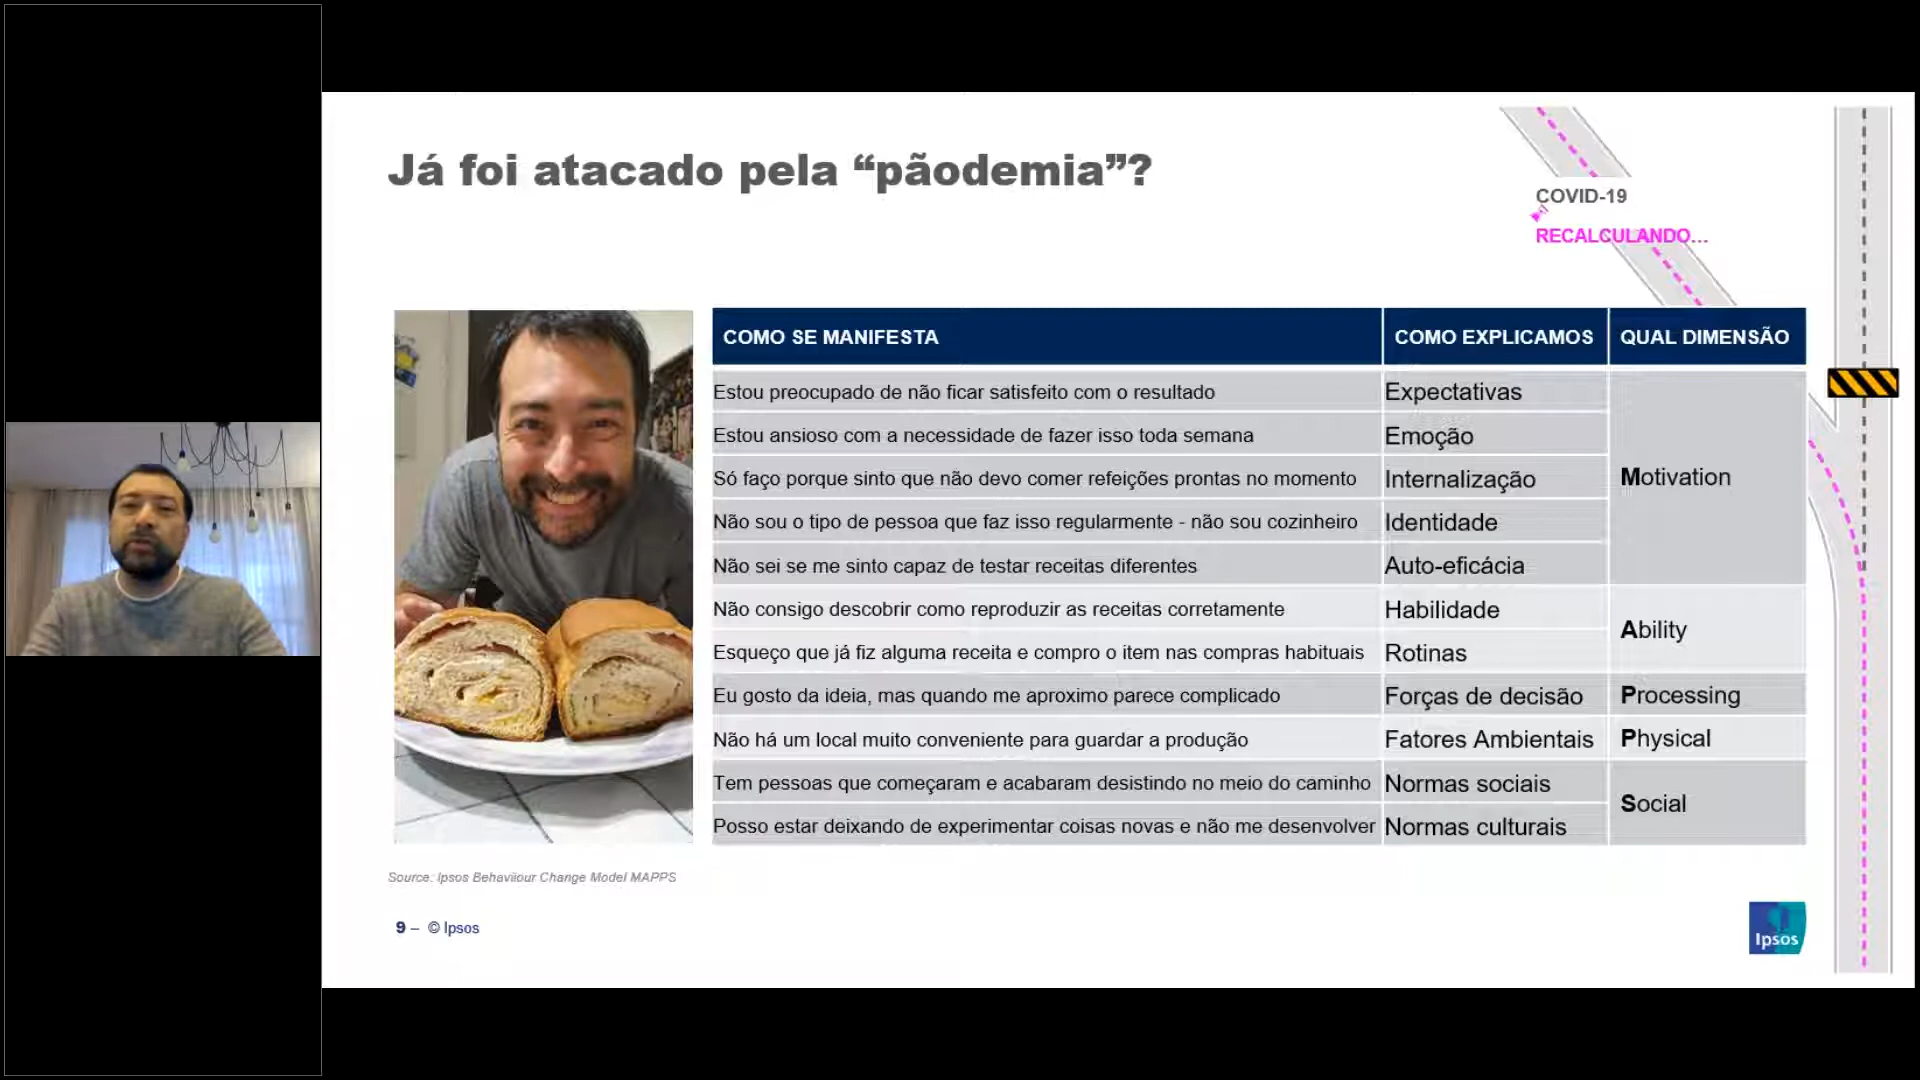 Já foi atacado pela “pãodemia”?
COVID-19
RECALCULANDO...
COMO SE MANIFESTA COMO EXPLICAMOS QUAL DIMENSÃO
Estou preocupado de não ficar satisfeito com o resultado Expectativas
Estou ansioso com a necessidade de fazer isso toda semana Emoção
Só faço porque sinto que não devo comer refeições prontas no momento Internalização
Motivation
Não sou o tipo de pessoa que faz isso regularmente - não sou cozinheiro Identidade
Não sei se me sinto capaz de testar receitas diferentes Auto-eficácia
Não consigo descobrir como reproduzir as receitas corretamente Habilidade
Ability
Esqueço que já fiz alguma receita e compro o item nas compras habituais Rotinas
Eu gosto da ideia, mas quando me aproximo parece complicado Forças de decisão Processing
Não há um local muito conveniente para guardar a produção Fatores Ambientais Physical
Tem pessoas que começaram e acabaram desistindo no meio do caminho Normas sociais
Social
Posso estar deixando de experimentar coisas novas e não me desenvolver Normas culturais
Source: Ipsos Behaviiour Change Model MAPPS
9 – © Ipsos
Ipsos